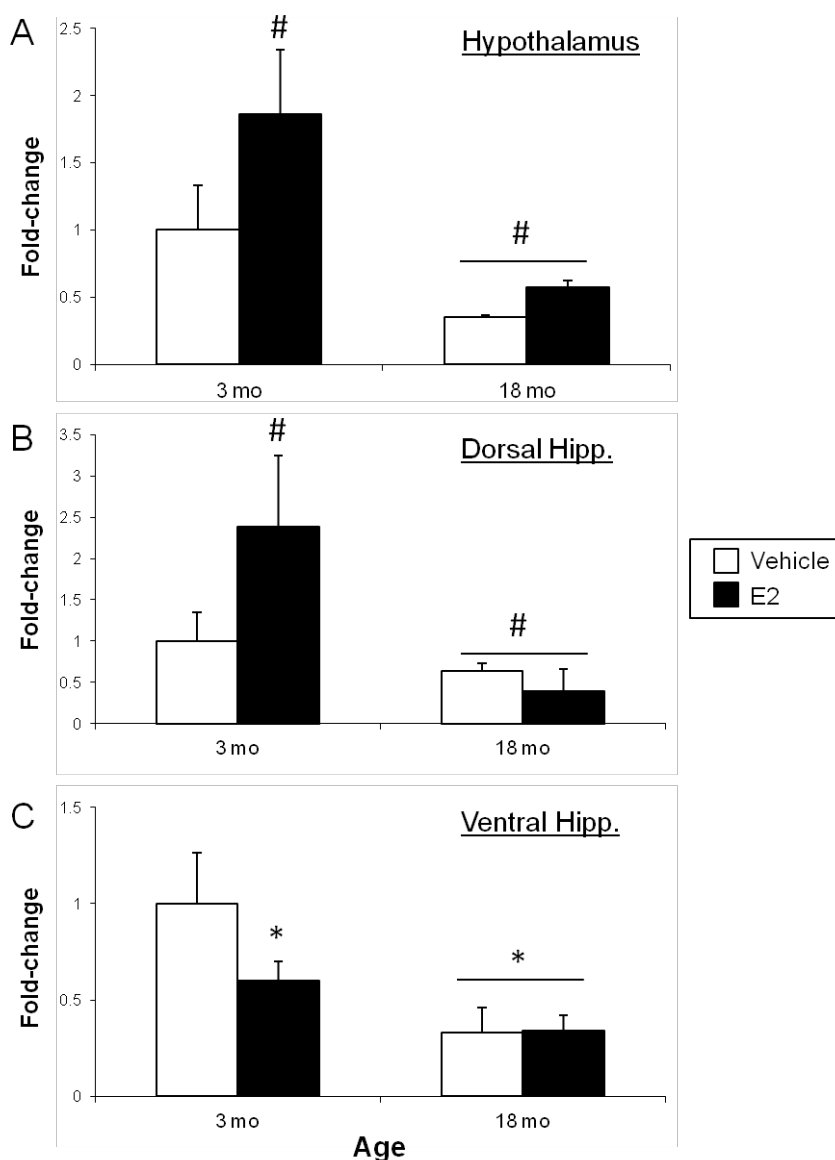 A
Hypothalamus
Fold-change
2.5
2
1.5
1
0.5
0
#
#
3 mo
18 mo
B
Dorsal Hipp.
Fold-change
3.5
3
2.5
2
1.5
1
0.5
0
#
#
3 mo
18 mo
Vehicle
E2
C
Ventral Hipp.
Fold-change
1.5
1
0.5
0
*
*
3 mo
18 mo
Age